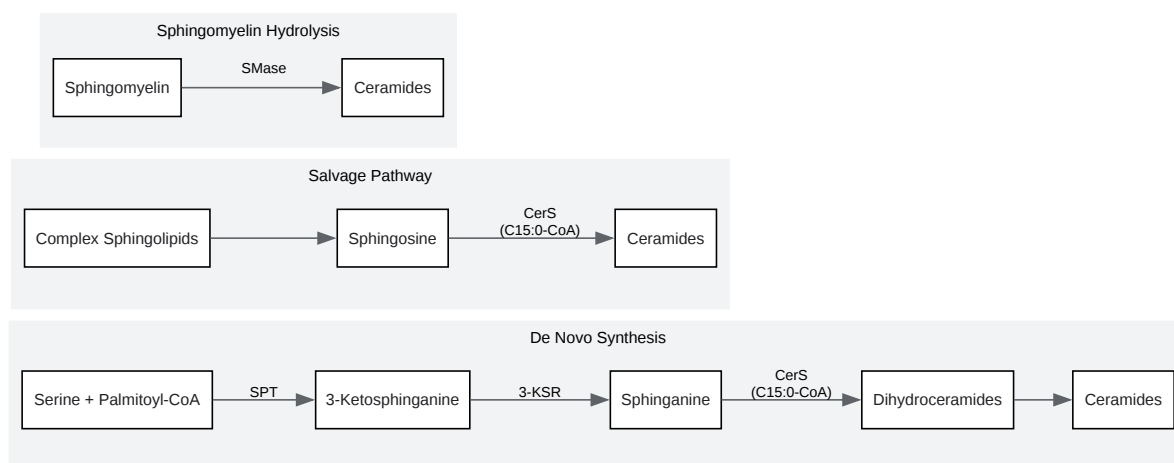 Sphingomyelin Hydrolysis
SMase
Sphingomyelin
Ceramides
Salvage Pathway
CerS
(C15:0-CoA)
Complex Sphingolipids
Sphingosine
Ceramides
De Novo Synthesis
CerS
(C15:0-CoA)
Serine + Palmitoyl-CoA
SPT
3-Ketosphinganine
3-KSR
Sphinganine
Dihydroceramides
Ceramides